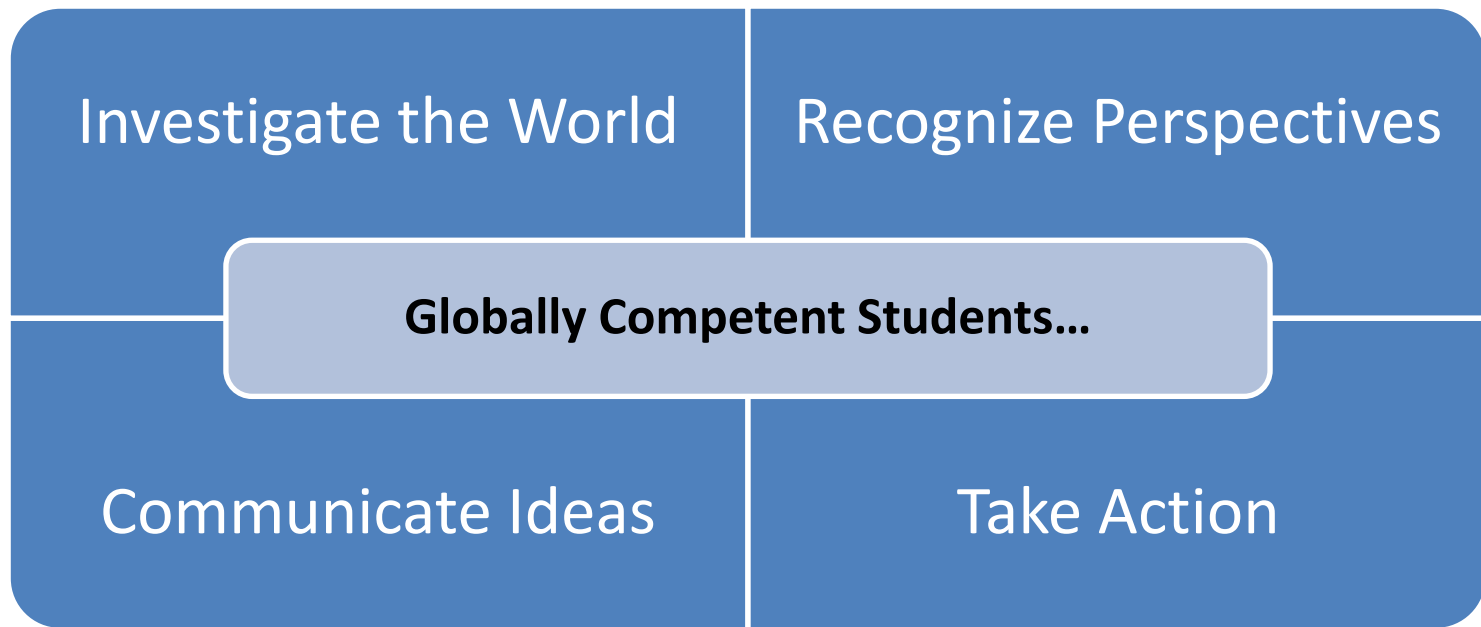 Investigate the World
Recognize Perspectives
Globally Competent Students…
Communicate Ideas
Take Action